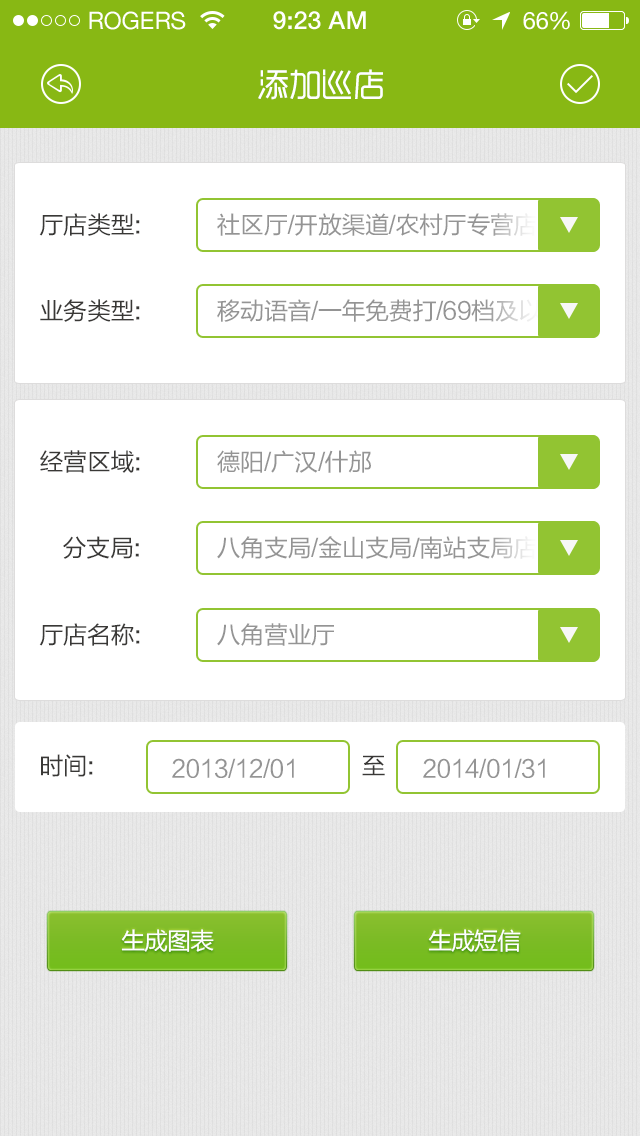 ROGERS 9:23 AM 66%
添加巡店
厅店类型: 社区厅/开放渠道/农村厅专营店
业务类型: 移动语音/一年免费打/69档及以
经营区域: 德阳/广汉/什邡
分支局: 八角支局/金山支局/南站支局店
厅店名称: 八角营业厅
时间: 2013/12/01 至 2014/01/31
生成图表 生成短信